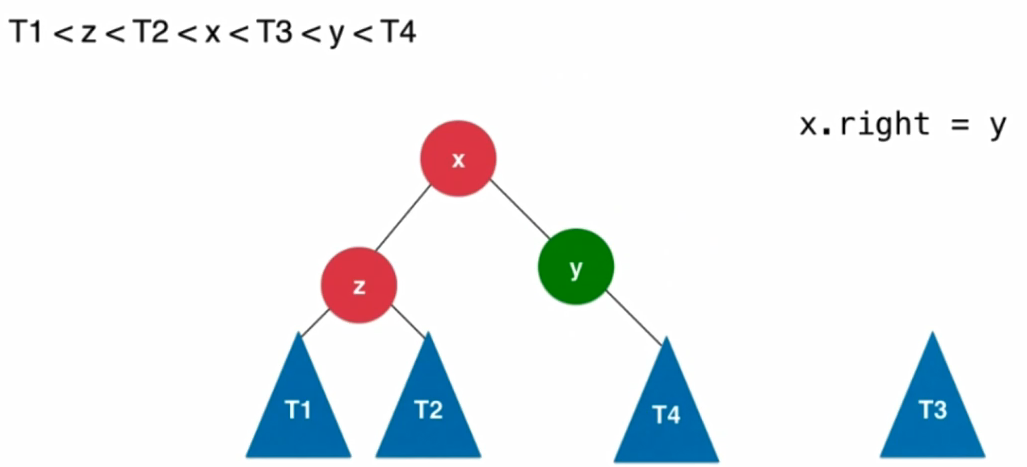 T1 < z < T2 < x < T3 < y < T4
x.right = y
x
y
z
T1
T2
T4
T3